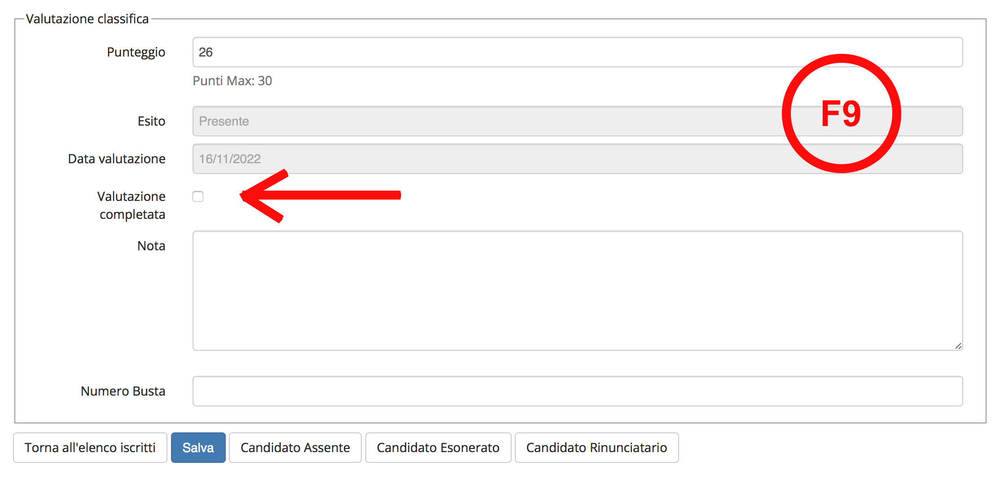 Valutazione classifica
Punteggio 26
Punti Max: 30
Esito Presente
F9
Data valutazione 16/11/2022
Valutazione
completata
Nota
Numero Busta
Torna all'elenco iscritti Salva Candidato Assente Candidato Esonerato Candidato Rinunciatario